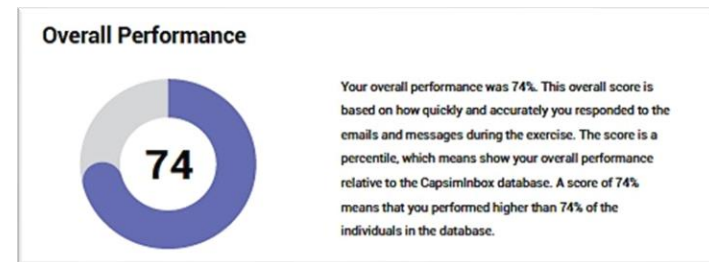 Overall Performance
74
Your overall performance was 74%. This overall score is
based on how quickly and accurately you responded to the
emails and messages during the exercise. The score is a
percentile, which means show your overall performance
relative to the CapsimInbox database. A score of 74%
means that you performed higher than 74% of the
individuals in the database.